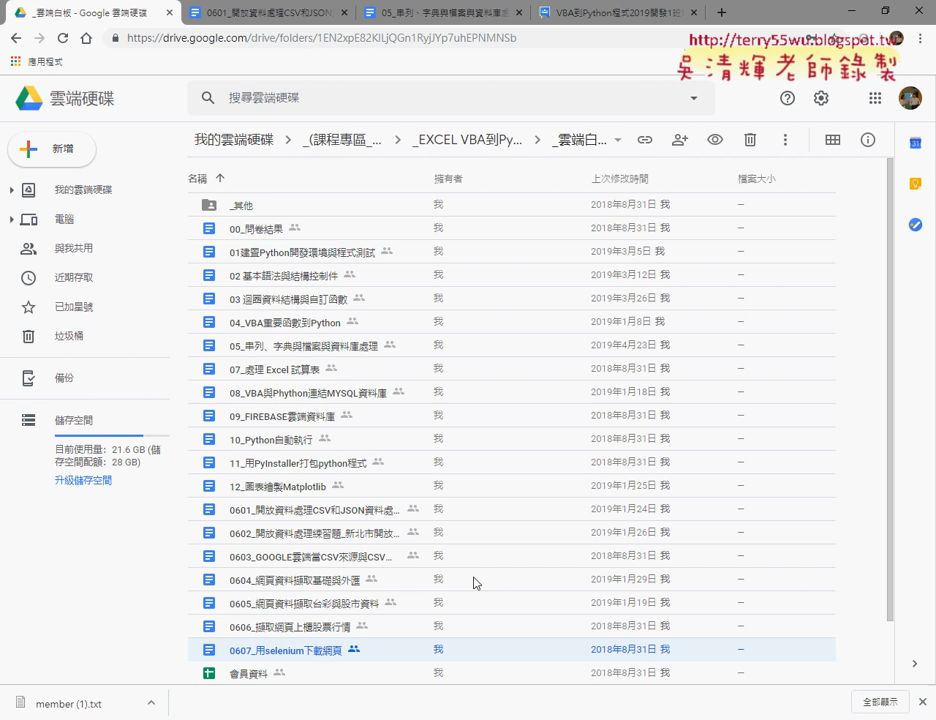 _雲端白板 - Google 雲端硬碟
0601_開放資料處理CSV和JSON
05_串列、字典與檔案與資料庫處
VBA到Python程式2019開發1班
https://drive.google.com/drive/folders/1EN2xpE82KlLjQGn1RyjJYp7uhEPNMNSb
http://terry55wu.blogspot.tw
吳清輝老師錄製
應用程式
雲端硬碟
搜尋雲端硬碟
新增
我的雲端硬碟
電腦
與我共用
近期存取
已加星號
垃圾桶
備份
儲存空間
目前使用量：21.6 GB (儲
存空間配額：28 GB)
升級儲存空間
我的雲端硬碟 > _(課程專區_... > _EXCEL VBA到Py... > _雲端白...
名稱 擁有者 上次修改時間 檔案大小
_其他 我 2018年8月31日 我 —
00_問卷結果 我 2018年8月31日 我 —
01建置Python開發環境與程式測試 我 2019年3月5日 我 —
02 基本語法與結構控制件 我 2019年3月12日 我 —
03 迴圈資料結構與自訂函數 我 2019年3月26日 我 —
04_VBA重要函數到Python 我 2019年1月8日 我 —
05_串列、字典與檔案與資料庫處理 我 2019年4月23日 我 —
07_處理 Excel 試算表 我 2018年8月31日 我 —
08_VBA與Phython連結MYSQL資料庫 我 2019年1月18日 我 —
09_FIREBASE雲端資料庫 我 2018年8月31日 我 —
10_Python自動執行 我 2018年8月31日 我 —
11_用PyInstaller打包python程式 我 2018年8月31日 我 —
12_圖表繪製Matplotlib 我 2019年1月25日 我 —
0601_開放資料處理CSV和JSON資料處... 我 2019年1月24日 我 —
0602_開放資料處理練習題_新北市開放... 我 2019年1月26日 我 —
0603_GOOGLE雲端當CSV來源與CSV... 我 2018年8月31日 我 —
0604_網頁資料擷取基礎與外匯 我 2019年1月29日 我 —
0605_網頁資料擷取台彩與股市資料 我 2019年1月19日 我 —
0606_擷取網頁上櫃股票行情 我 2018年8月31日 我 —
0607_用selenium下載網頁 我 2018年8月31日 我 —
會員資料 我 2018年8月31日 我 —
member (1).txt
全部顯示